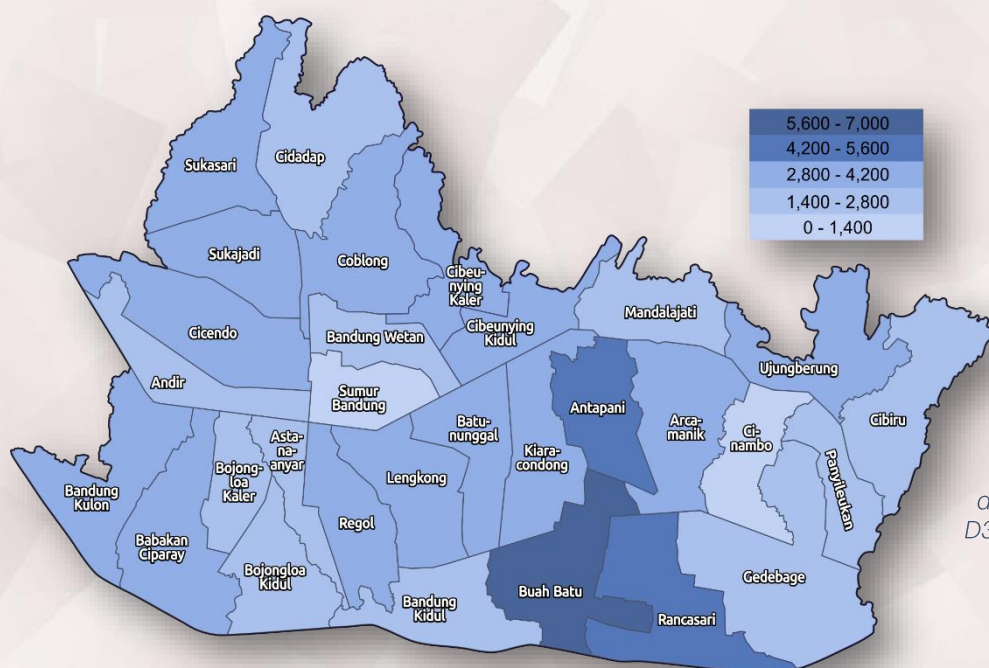 5,600 - 7,000
4,200 - 5,600
2,800 - 4,200
1,400 - 2,800
0 - 1,400
Sukasari
Cidadap
Sukajadi
Coblong
Cibeu-
nying
Kaler
Cibeunying
Kidul
Mandalajati
Cicendo
Bandung Wetan
Ujungberung
Andir
Sumur
Bandung
Antapani
Arca-
manik
Ci-
nambo
Cibiru
Batu-
nunggal
Asta-
na-
anyar
Bojong-
loa
Kaler
Lengkong
Kiara-
condong
Panyileukan
Bandung
Kulon
Babakan
Ciparay
Regol
Bojongloa
Kidul
Bandung
Kidul
Buah Batu
Rancasari
Gedebage
D3